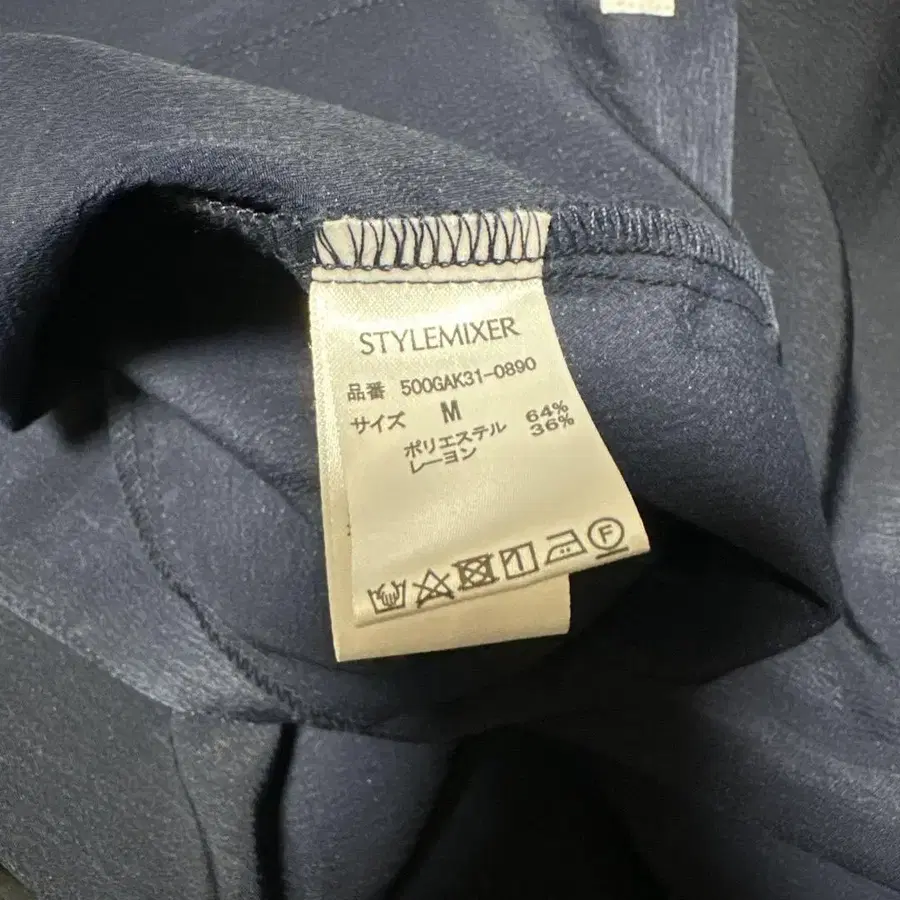 STYLEMIXER
品番 500GAK31-0890
サイズ M
ポリエステル 64%
レーヨン 36%
F